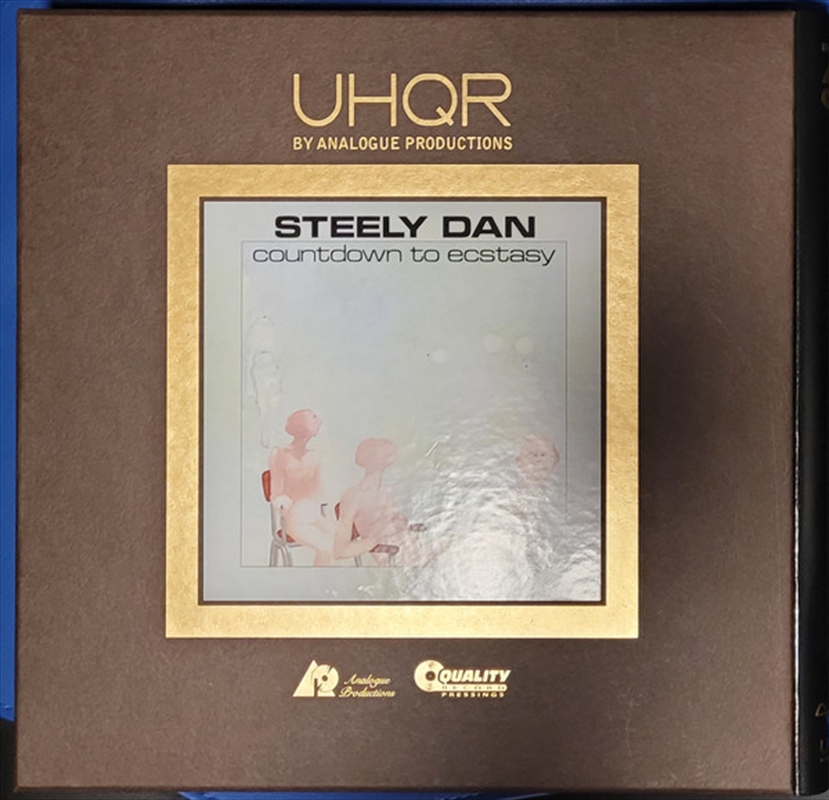 UHQR
BY ANALOGUE PRODUCTIONS
STEELY DAN
countdown to ecstasy
Analogue
Productions
QUALITY
RECORD
PRESSINGS